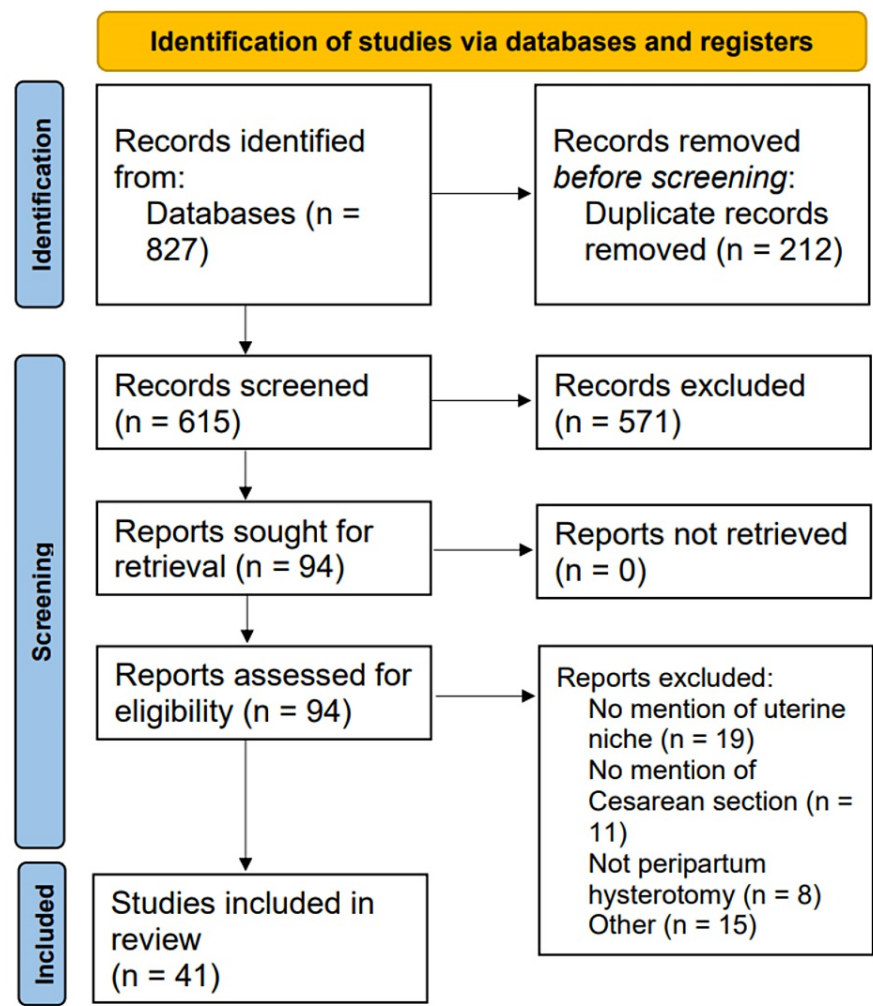 Identification of studies via databases and registers
Identification
Records identified
from:
Databases (n =
827)
Records removed
before screening:
Duplicate records
removed (n = 212)
Screening
Records screened
(n = 615)
Records excluded
(n = 571)
Reports sought for
retrieval (n = 94)
Reports not retrieved
(n = 0)
Reports assessed for
eligibility (n = 94)
Reports excluded:
No mention of uterine
niche (n = 19)
No mention of
Cesarean section (n =
11)
Not peripartum
hysterotomy (n = 8)
Other (n = 15)
Included
Studies included in
review
(n = 41)